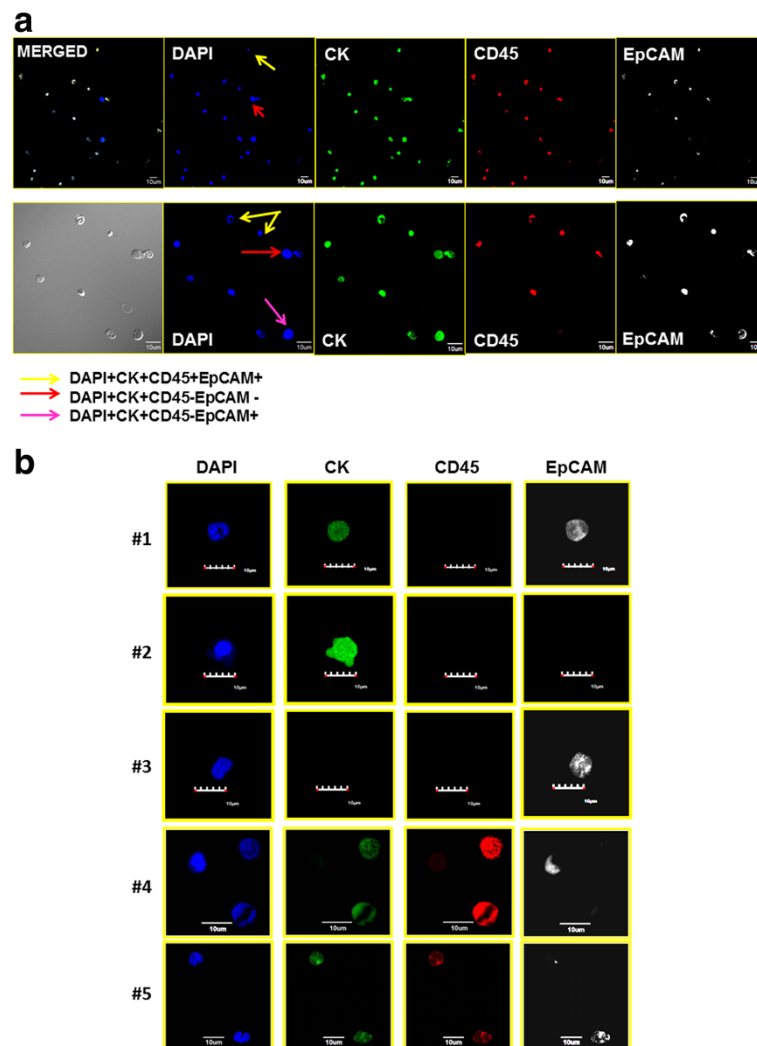 a
MERGED DAPI CK CD45 EpCAM
10um 10um 10um 10um 10um
DAPI CK CD45 EpCAM
10um 10um 10um 10um 10um
DAPI+CK+CD45+EpCAM+
DAPI+CK+CD45-EpCAM -
DAPI+CK+CD45-EpCAM+
b
DAPI CK CD45 EpCAM
#1
10µm 10µm 10µm 10µm
#2
10µm 10µm 10µm 10µm
#3
10µm 10µm 10µm 10µm
#4
10um 10um 10um 10um
#5
10um 10um 10um 10um